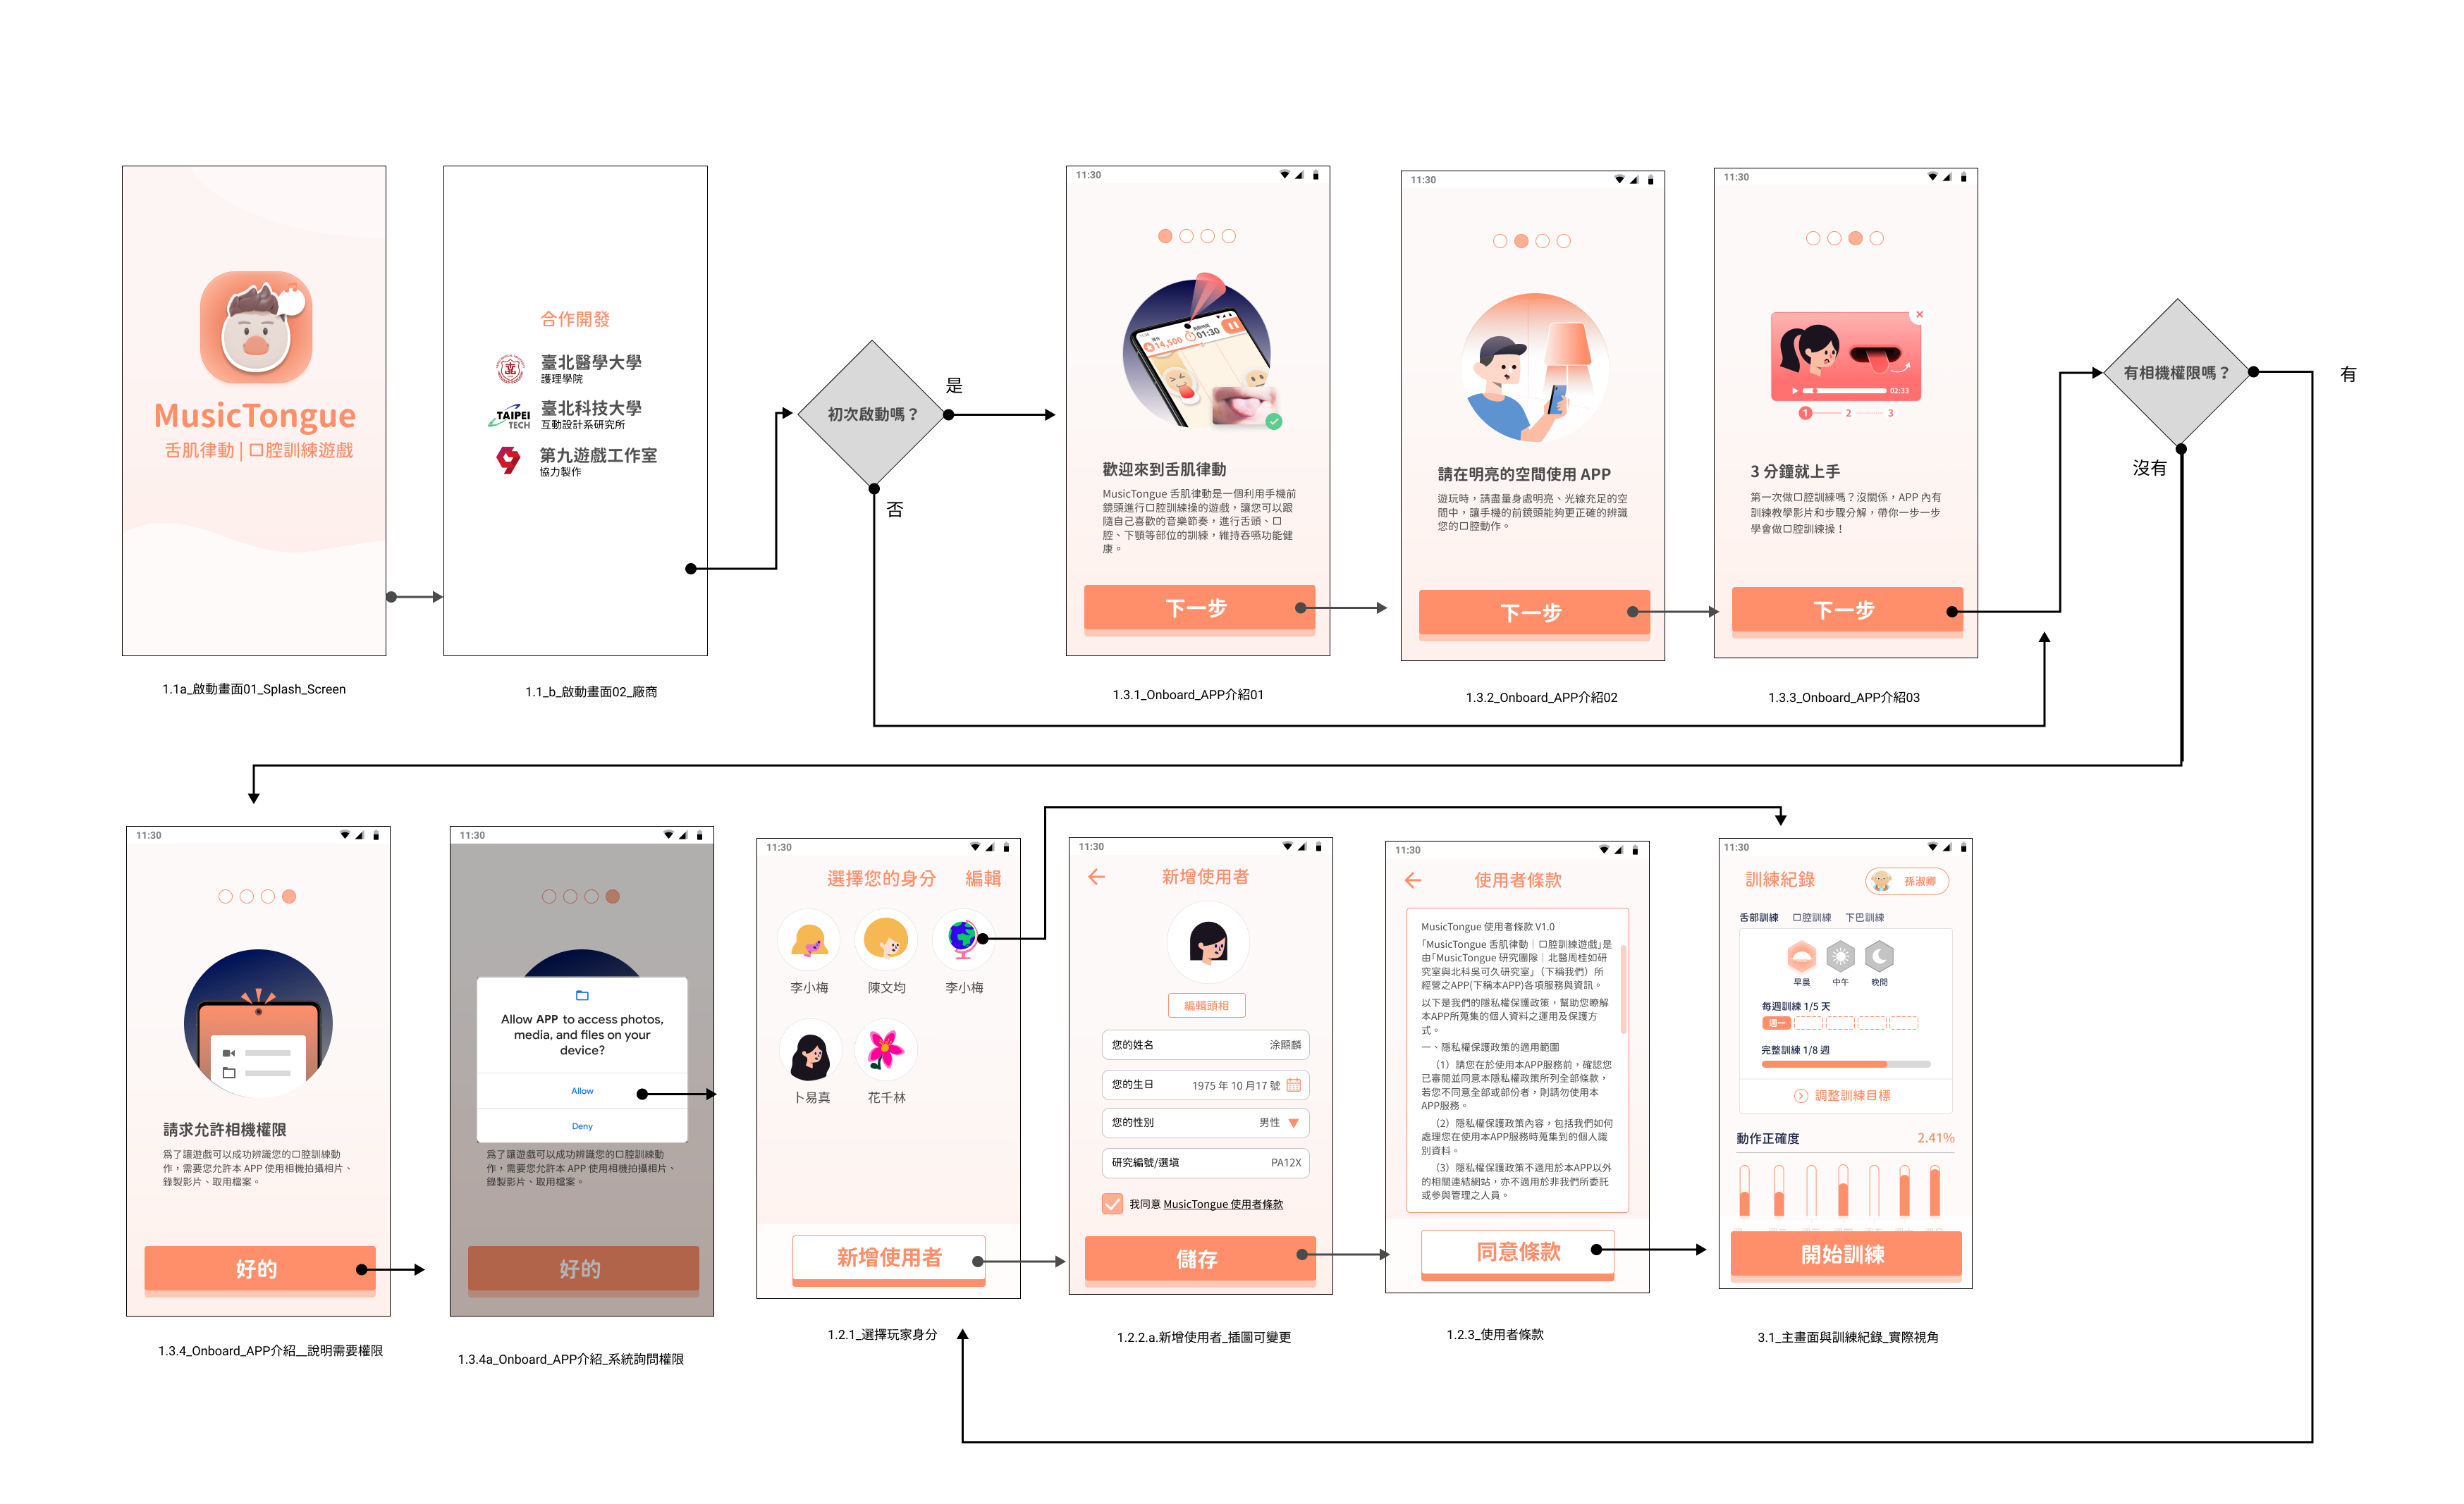 MusicTongue
舌肌律動 | 口腔訓練遊戲
1.1a_啟動畫面01_Splash_Screen
合作開發
臺北醫學大學
護理學院
TAIPEI
TECH
臺北科技大學
互動設計系研究所
第九遊戲工作室
協力製作
1.1_b_啟動畫面02_廠商
初次啟動嗎？
是
否
11:30
14,500
01:30
歡迎來到舌肌律動
MusicTongue 舌肌律動是一個利用手機前
鏡頭進行口腔訓練操的遊戲，讓您可以跟
隨自己喜歡的音樂節奏，進行舌頭、口
腔、下顎等部位的訓練，維持吞嚥功能健
康。
下一步
1.3.1_Onboard_APP介紹01
11:30
請在明亮的空間使用 APP
遊玩時，請盡量身處明亮、光線充足的空
間中，讓手機的前鏡頭能夠更正確的辨識
您的口腔動作。
下一步
1.3.2_Onboard_APP介紹02
11:30
02:33
1 2 3
3 分鐘就上手
第一次做口腔訓練嗎？沒關係，APP 內有
訓練教學影片和步驟分解，帶你一步一步
學會做口腔訓練操！
下一步
1.3.3_Onboard_APP介紹03
有相機權限嗎？
有
沒有
11:30
請求允許相機權限
為了讓遊戲可以成功辨識您的口腔訓練動
作，需要您允許本 APP 使用相機拍攝相片、
錄製影片、取用檔案。
好的
1.3.4_Onboard_APP介紹__說明需要權限
11:30
Allow APP to access photos,
media, and files on your
device?
Allow
Deny
為了讓遊戲可以成功辨識您的口腔訓練動
作，需要您允許本 APP 使用相機拍攝相片、
錄製影片、取用檔案。
好的
1.3.4a_Onboard_APP介紹_系統詢問權限
11:30
選擇您的身分 編輯
李小梅 陳文均 李小梅
卜易真 花千林
新增使用者
1.2.1_選擇玩家身分
11:30
新增使用者
編輯頭相
您的姓名 涂顯麟
您的生日 1975 年 10 月17 號
您的性別 男性
研究編號/選填 PA12X
我同意 MusicTongue 使用者條款
儲存
1.2.2.a.新增使用者_插圖可變更
11:30
使用者條款
MusicTongue 使用者條款 V1.0
「MusicTongue 舌肌律動｜口腔訓練遊戲」是
由「MusicTongue 研究團隊｜北醫周桂如研
究室與北科吳可久研究室」（下稱我們）所
經營之APP(下稱本APP)各項服務與資訊。
以下是我們的隱私權保護政策，幫助您瞭解
本APP所蒐集的個人資料之運用及保護方
式。
一、隱私權保護政策的適用範圍
（1）請您在於使用本APP服務前，確認您
已審閱並同意本隱私權政策所列全部條款，
若您不同意全部或部份者，則請勿使用本
APP服務。
（2）隱私權保護政策內容，包括我們如何
處理您在使用本APP服務時蒐集到的個人識
別資料。
（3）隱私權保護政策不適用於本APP以外
的相關連結網站，亦不適用於非我們所委託
或參與管理之人員。
同意條款
1.2.3_使用者條款
11:30
訓練紀錄 孫淑卿
舌部訓練 口腔訓練 下巴訓練
早晨 中午 晚間
每週訓練 1/5 天
週一
完整訓練 1/8 週
調整訓練目標
動作正確度 2.41%
開始訓練
3.1_主畫面與訓練紀錄_實際視角